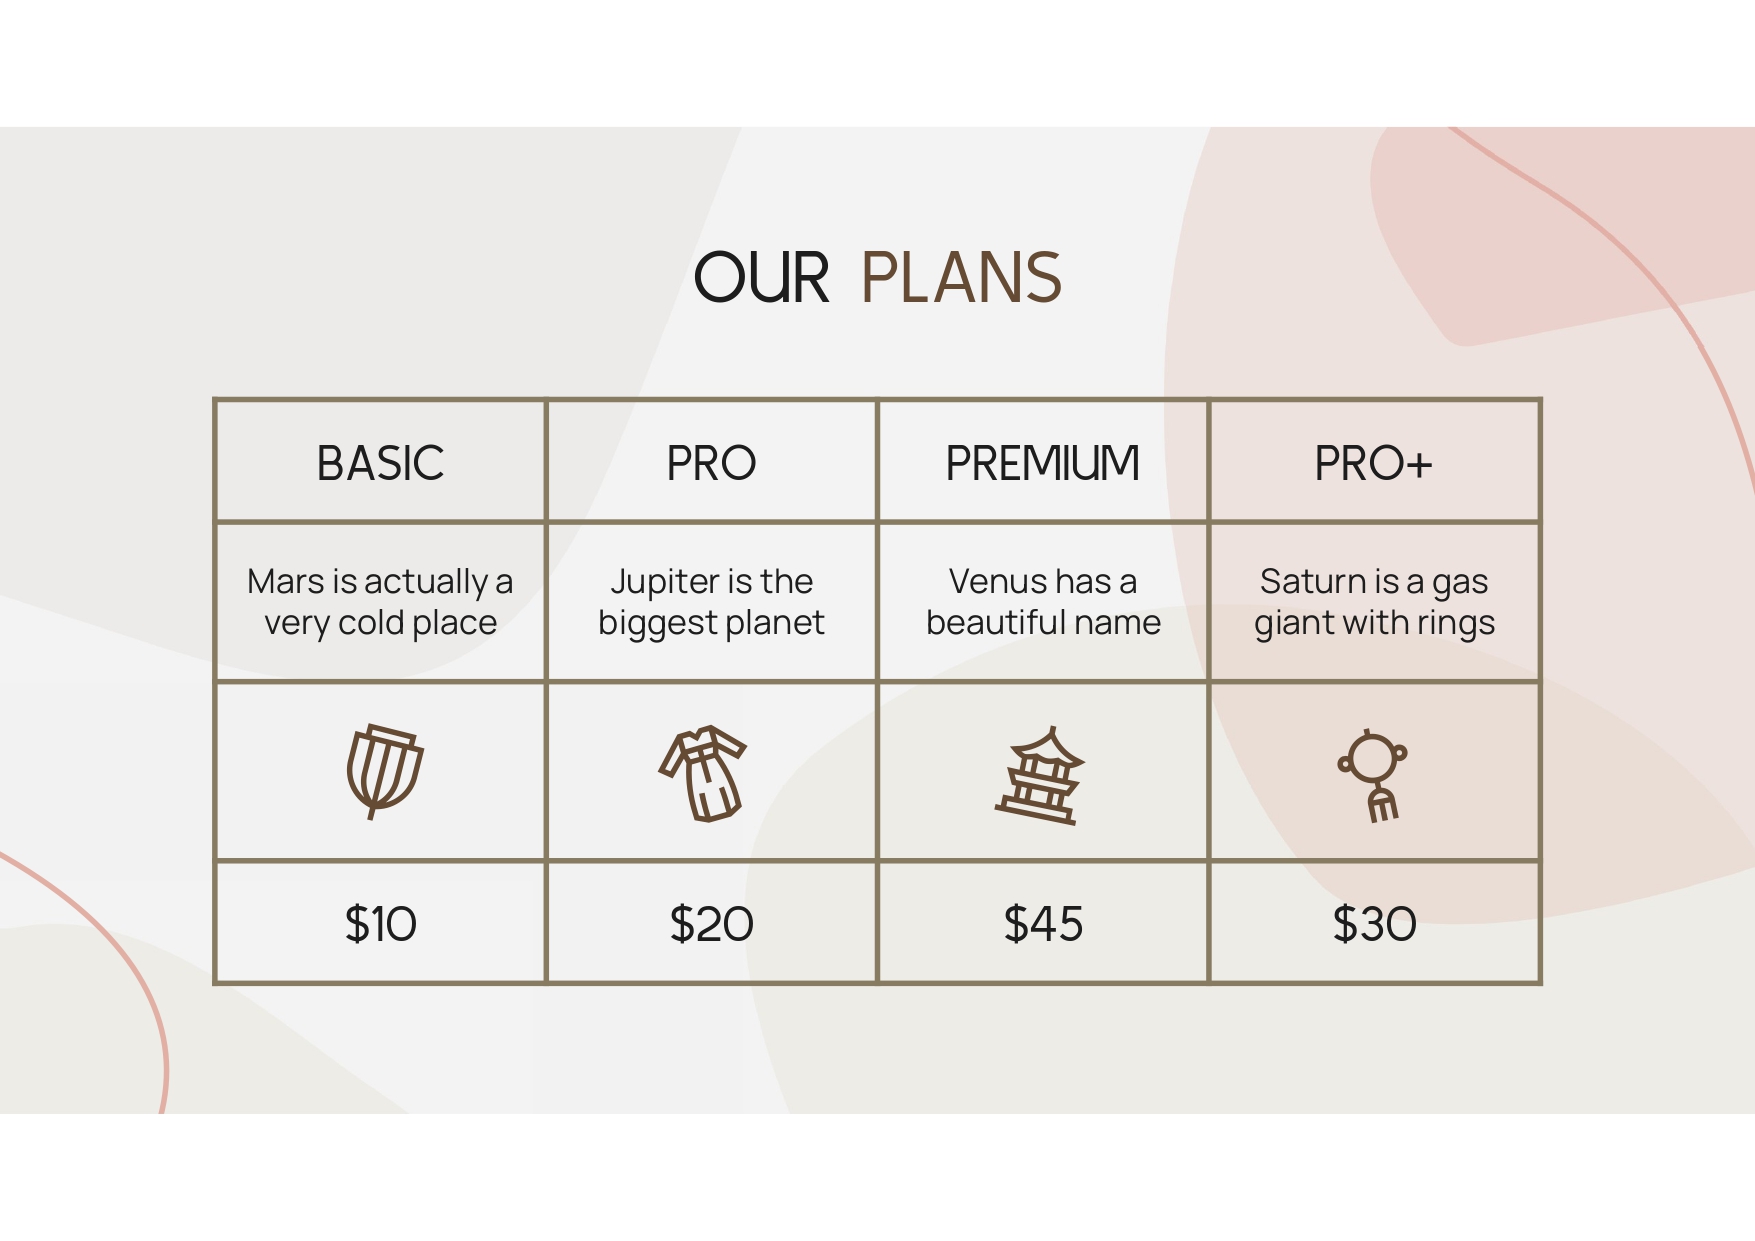 OUR PLANS
BASIC PRO PREMIUM PRO+
Mars is actually a
very cold place
Jupiter is the
biggest planet
Venus has a
beautiful name
Saturn is a gas
giant with rings
$10 $20 $45 $30